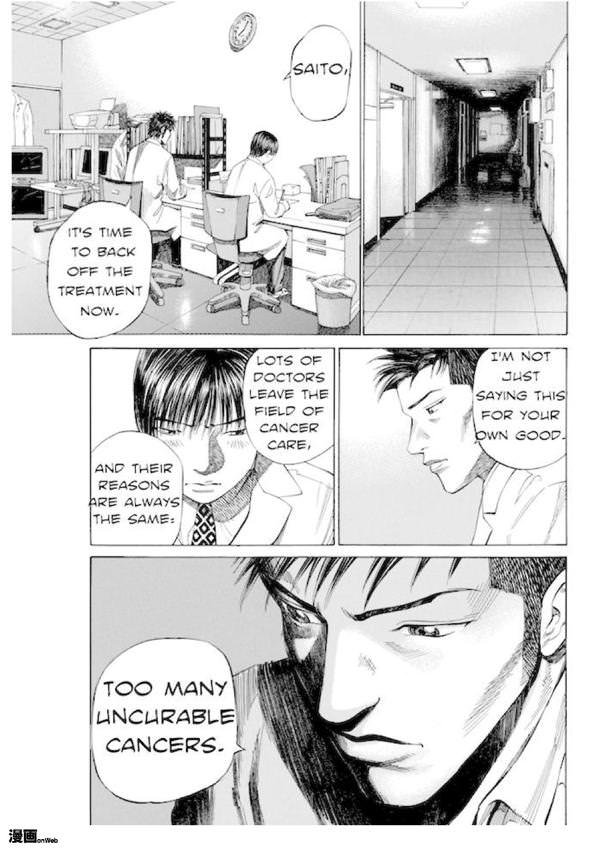 SAITO,
IT'S TIME
TO BACK
OFF THE
TREATMENT
NOW.
I'M NOT
JUST
SAYING THIS
FOR YOUR
OWN GOOD.
LOTS OF
DOCTORS
LEAVE THE
FIELD OF
CANCER
CARE,
AND THEIR
REASONS
ARE ALWAYS
THE SAME:
TOO MANY
UNCURABLE
CANCERS.
漫画onWeb